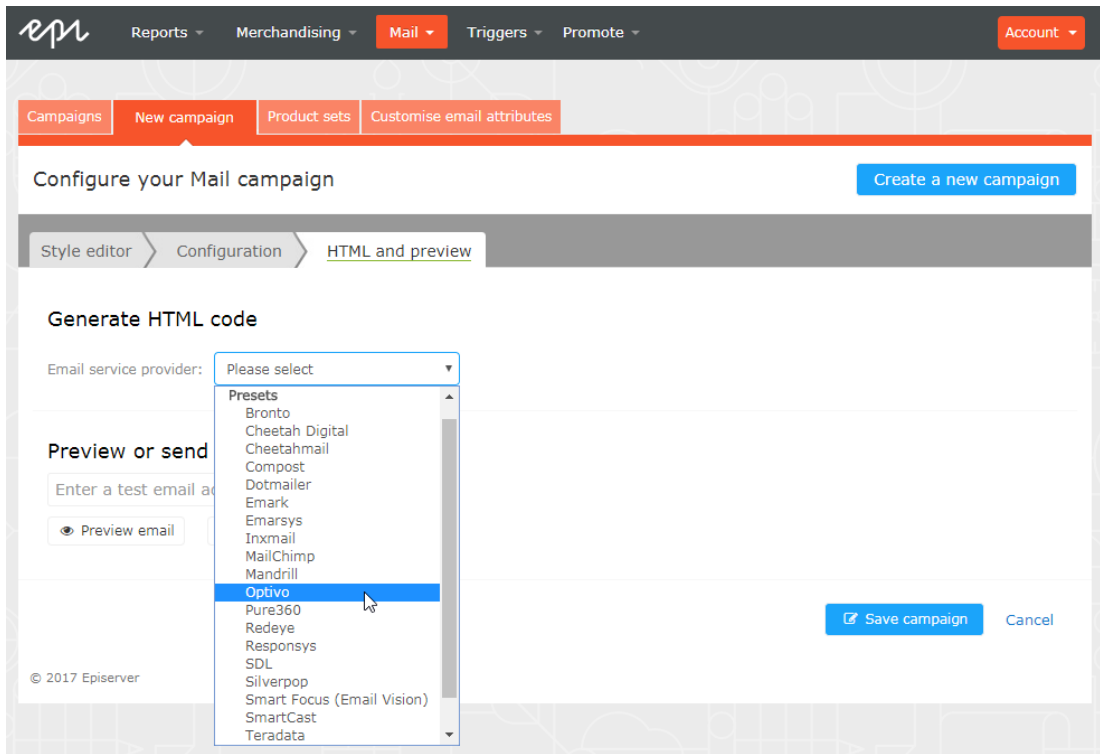 epi Reports Merchandising Mail Triggers Promote Account
Campaigns New campaign Product sets Customise email attributes
Configure your Mail campaign Create a new campaign
Style editor Configuration HTML and preview
Generate HTML code
Email service provider: Please select
Presets
Bronto
Cheetah Digital
Cheetahmail
Compost
Dotmailer
Emark
Emarsys
Inxmail
MailChimp
Mandrill
Optivo
Pure360
Redeye
Responsys
SDL
Silverpop
Smart Focus (Email Vision)
SmartCast
Teradata
Preview or send
Enter a test email
Preview email
Save campaign Cancel
© 2017 Episerver